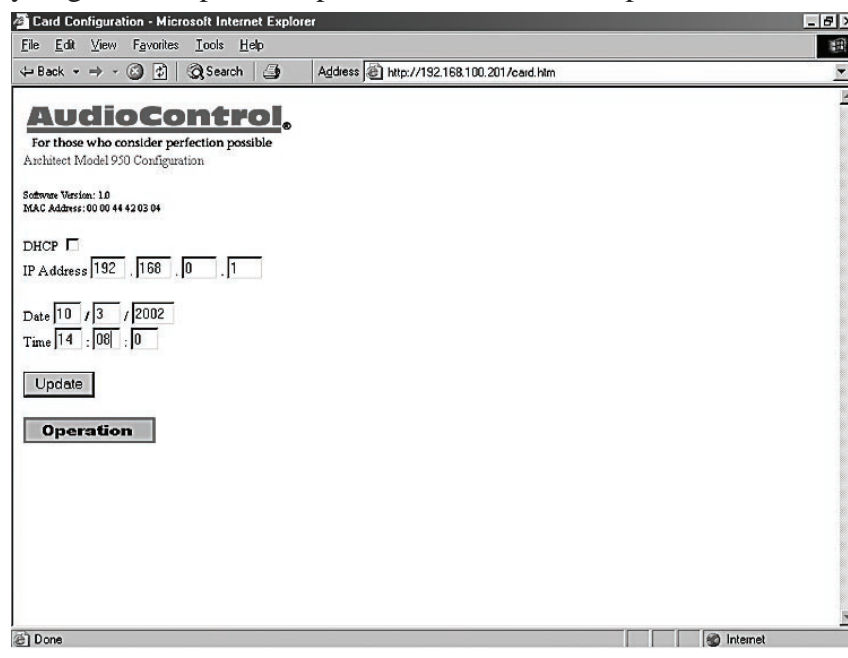 Card Configuration - Microsoft Internet Explorer
File Edit View Favorites Tools Help
Back Search Address http://192.168.100.201/card.htm
AudioControl®
For those who consider perfection possible
Architect Model 950 Configuration
Software Version: 1.0
MAC Address: 00 00 44 42 03 04
DHCP
IP Address 192 . 168 . 0 . 1
Date 10 / 3 / 2002
Time 14 : 08 : 0
Update
Operation
Done Internet